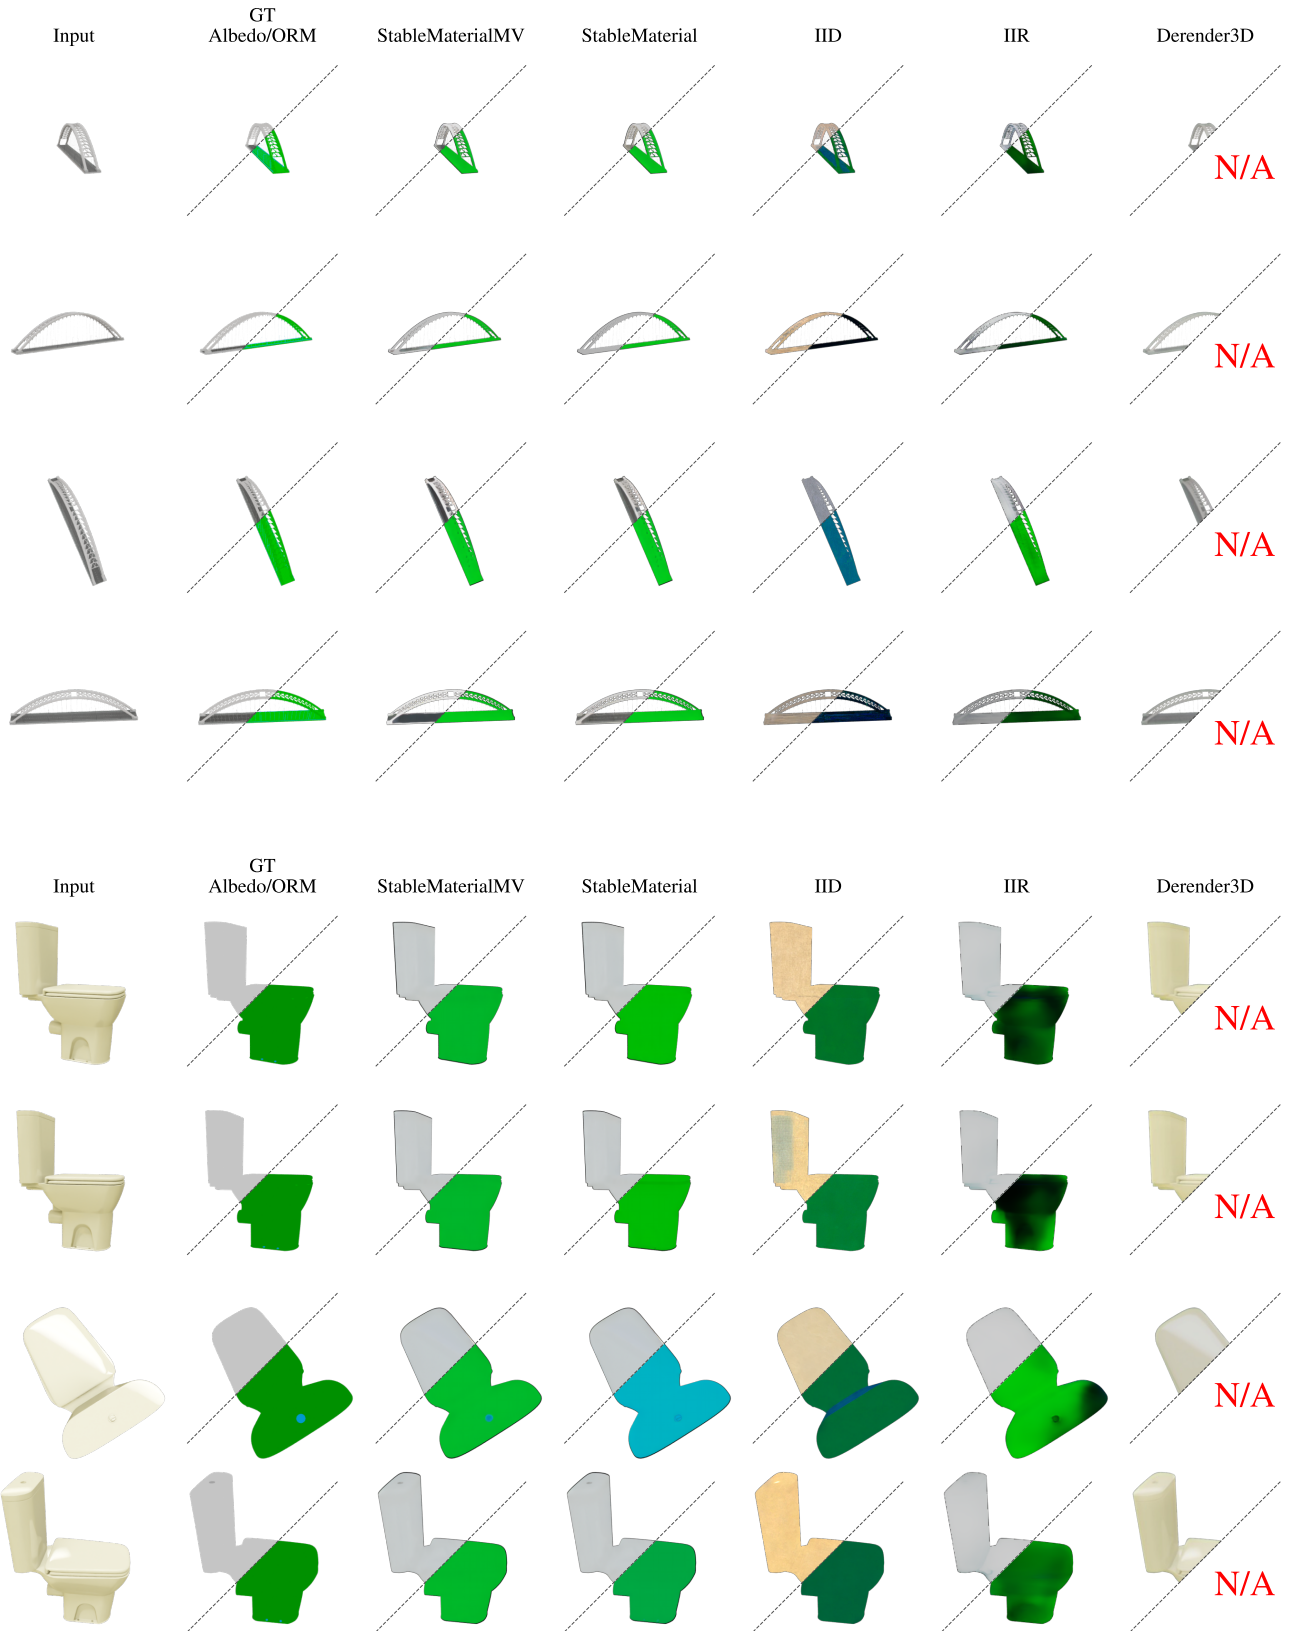 GT
Input Albedo/ORM StableMaterialMV StableMaterial IID IIR Derender3D
N/A
N/A
N/A
N/A
GT
Input Albedo/ORM StableMaterialMV StableMaterial IID IIR Derender3D
N/A
N/A
N/A
N/A